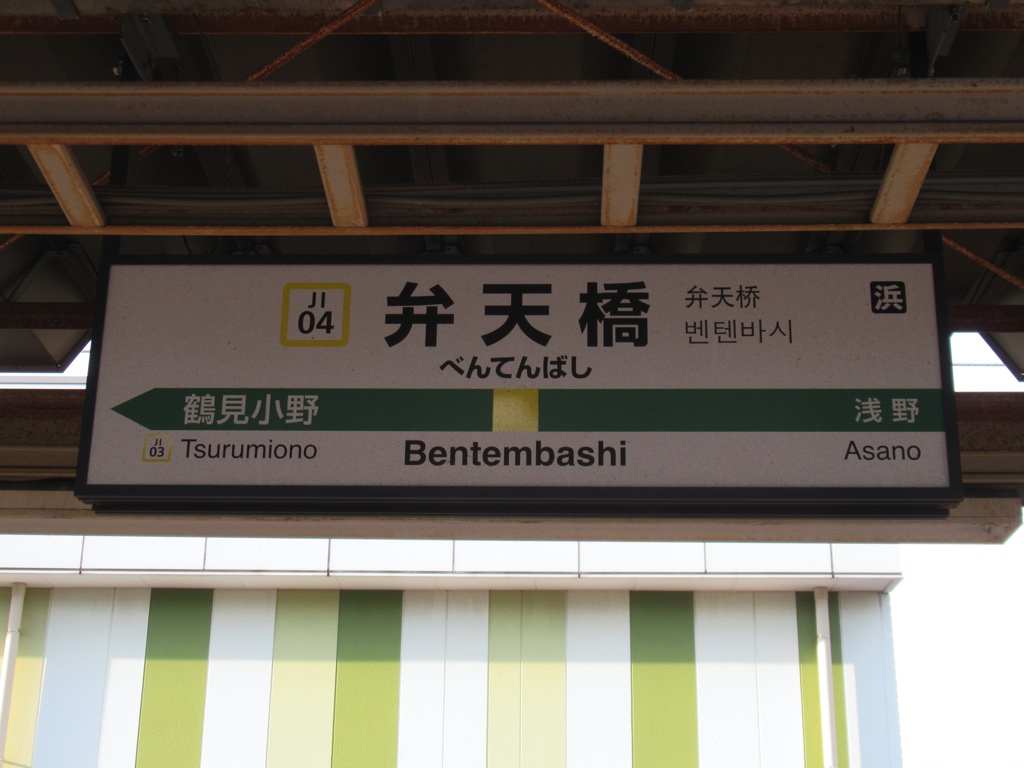 JI
04
弁天橋
弁天桥
벤텐바시
浜
べんてんばし
鶴見小野
浅野
JI
03
Tsurumiono
Bentembashi
Asano